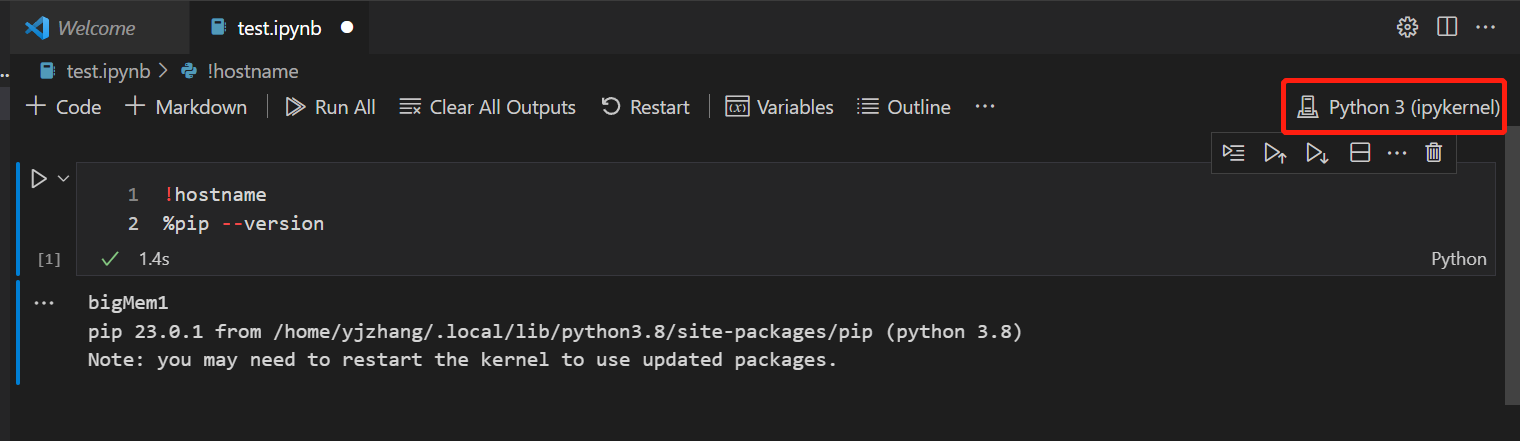 Welcome
test.ipynb
test.ipynb > !hostname
+ Code + Markdown | Run All Clear All Outputs Restart | Variables Outline ... Python 3 (ipykernel)
1 !hostname
2 %pip --version
[1] 1.4s Python
... bigMem1
pip 23.0.1 from /home/yjzhang/.local/lib/python3.8/site-packages/pip (python 3.8)
Note: you may need to restart the kernel to use updated packages.